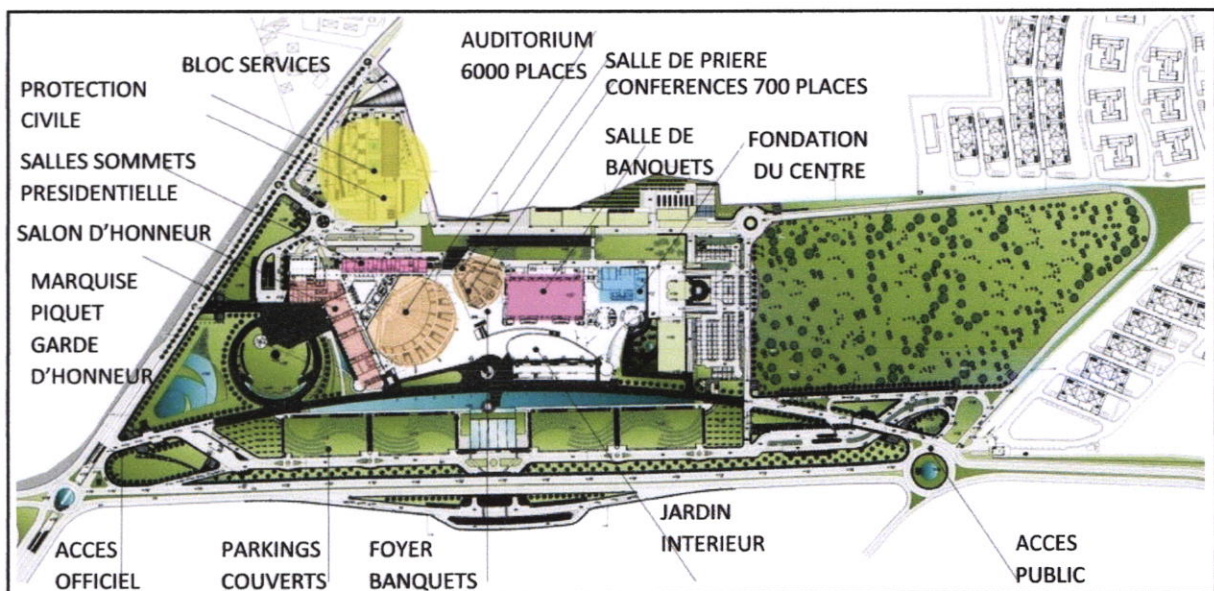 BLOC SERVICES
PROTECTION
CIVILE
SALLES SOMMETS
PRESIDENTIELLE
SALON D'HONNEUR
MARQUISE
PIQUET
GARDE
D'HONNEUR
AUDITORIUM
6000 PLACES
SALLE DE PRIERE
CONFERENCES 700 PLACES
SALLE DE
BANQUETS
FONDATION
DU CENTRE
ACCES
OFFICIEL
PARKINGS
COUVERTS
FOYER
BANQUETS
JARDIN
INTERIEUR
ACCES
PUBLIC